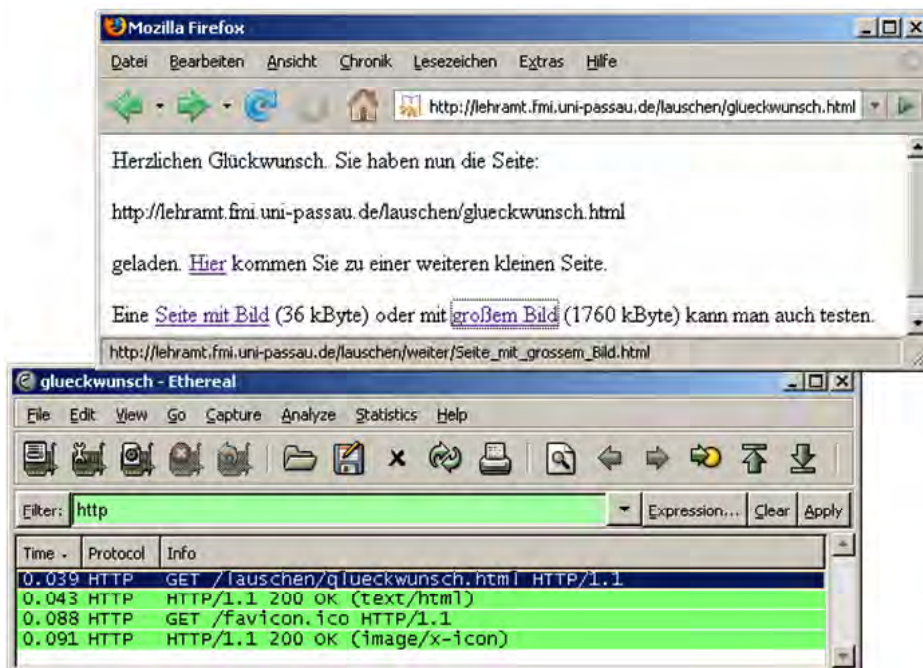 Mozilla Firefox
Datei Bearbeiten Ansicht Chronik Lesezeichen Extras Hilfe
http://lehramt.fmi.uni-passau.de/lauschen/glueckwunsch.html
Herzlichen Glückwunsch. Sie haben nun die Seite:
http://lehramt.fmi.uni-passau.de/lauschen/glueckwunsch.html
geladen. Hier kommen Sie zu einer weiteren kleinen Seite.
Eine Seite mit Bild (36 kByte) oder mit großem Bild (1760 kByte) kann man auch testen.
http://lehramt.fmi.uni-passau.de/lauschen/weiter/Seite_mit_grossem_Bild.html
glueckwunsch - Ethereal
File Edit View Go Capture Analyze Statistics Help
Filter: http Expression... Clear Apply
Time Protocol Info
0.039 HTTP GET /lauschen/glueckwunsch.html HTTP/1.1
0.043 HTTP HTTP/1.1 200 OK (text/html)
0.088 HTTP GET /favicon.ico HTTP/1.1
0.091 HTTP HTTP/1.1 200 OK (image/x-icon)